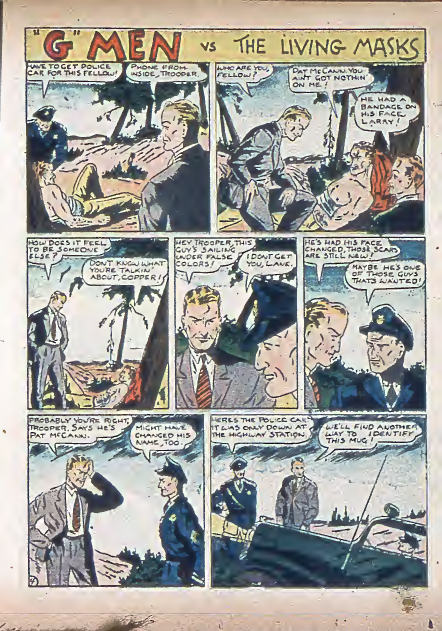 "G" MEN VS THE LIVING MASKS
HAVE TO GET POLICE
CAR FOR THIS FELLOW!
PHONE FROM
INSIDE, TROOPER.
WHO ARE YOU,
FELLOW?
PAT McCANN. YOU
AIN'T GOT NOTHIN'
ON ME!
HE HAD A
BANDAGE ON
HIS FACE,
LARRY!
HOW DOES IT FEEL
TO BE SOMEONE
ELSE?
DON'T KNOW WHAT
YOU'RE TALKIN'
ABOUT, COPPER!
HEY TROOPER, THIS
GUY'S SAILING
UNDER FALSE
COLORS!
I DON'T GET
YOU, LANE.
HE'S HAD HIS FACE
CHANGED, THOSE SCARS
ARE STILL NEW!
MAYBE HE'S ONE
OF THOSE GUYS
THAT'S WANTED!
PROBABLY YOU'RE RIGHT,
TROOPER. SAYS HE'S
PAT McCANN.
MIGHT HAVE
CHANGED HIS
NAME, TOO.
HERE'S THE POLICE CAR.
IT WAS ONLY DOWN AT
THE HIGHWAY STATION.
WE'LL FIND ANOTHER
WAY TO IDENTIFY
THIS MUG!